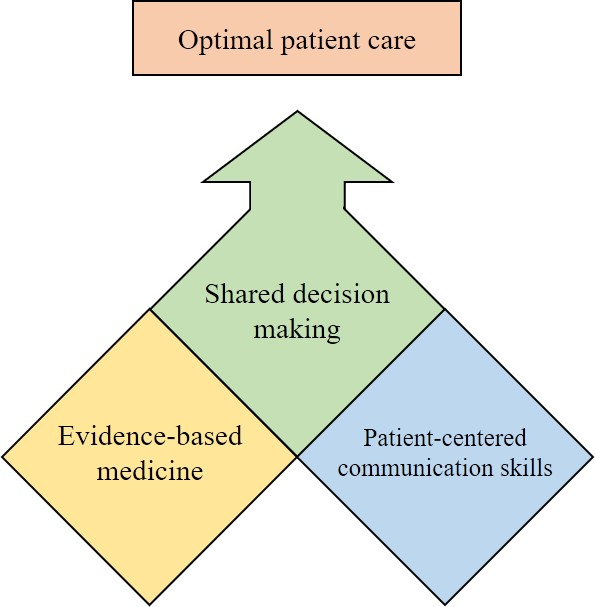 Optimal patient care
Shared decision
making
Evidence-based
medicine
Patient-centered
communication skills